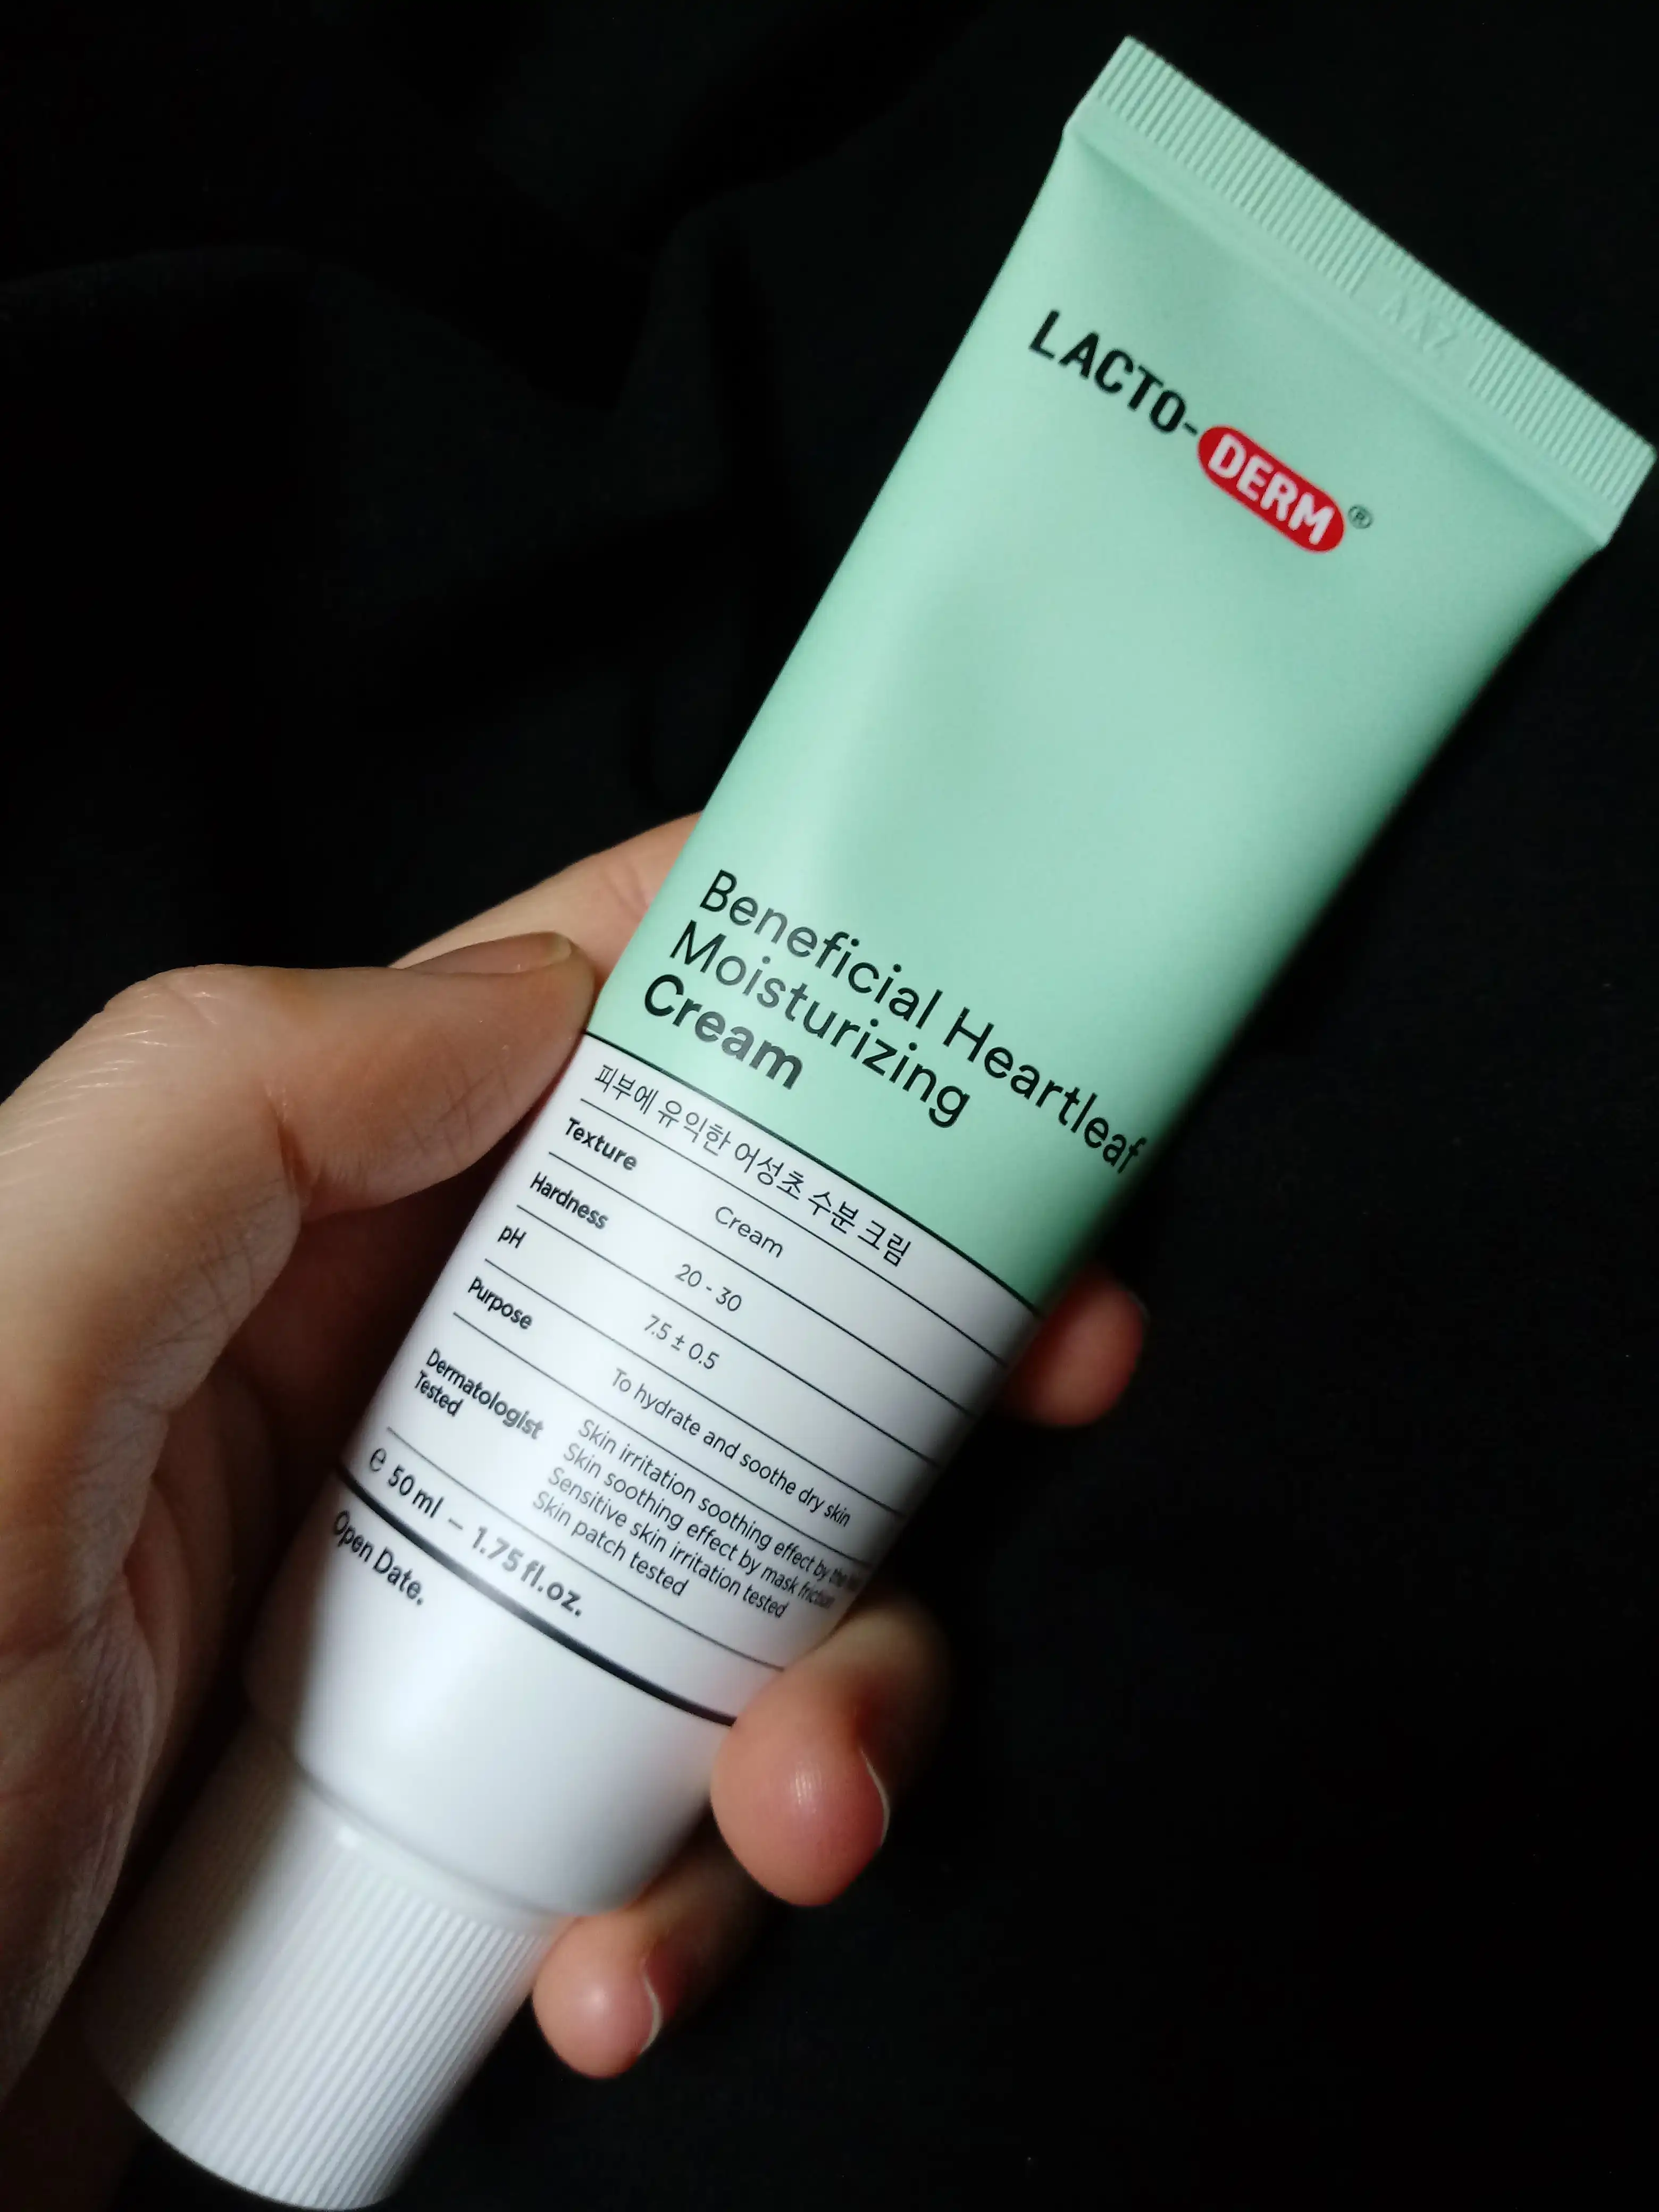 LACTO-DERM®
Beneficial Heartleaf
Moisturizing
Cream
피부에 유익한 어성초 수분 크림
Texture Cream
Hardness 20 - 30
pH 7.5 ± 0.5
Purpose To hydrate and soothe dry skin
Dermatologist
Tested
Skin irritation soothing effect by the
Skin soothing effect by mask friction
Sensitive skin irritation tested
Skin patch tested
℮ 50 ml – 1.75 fl.oz.
Open Date.